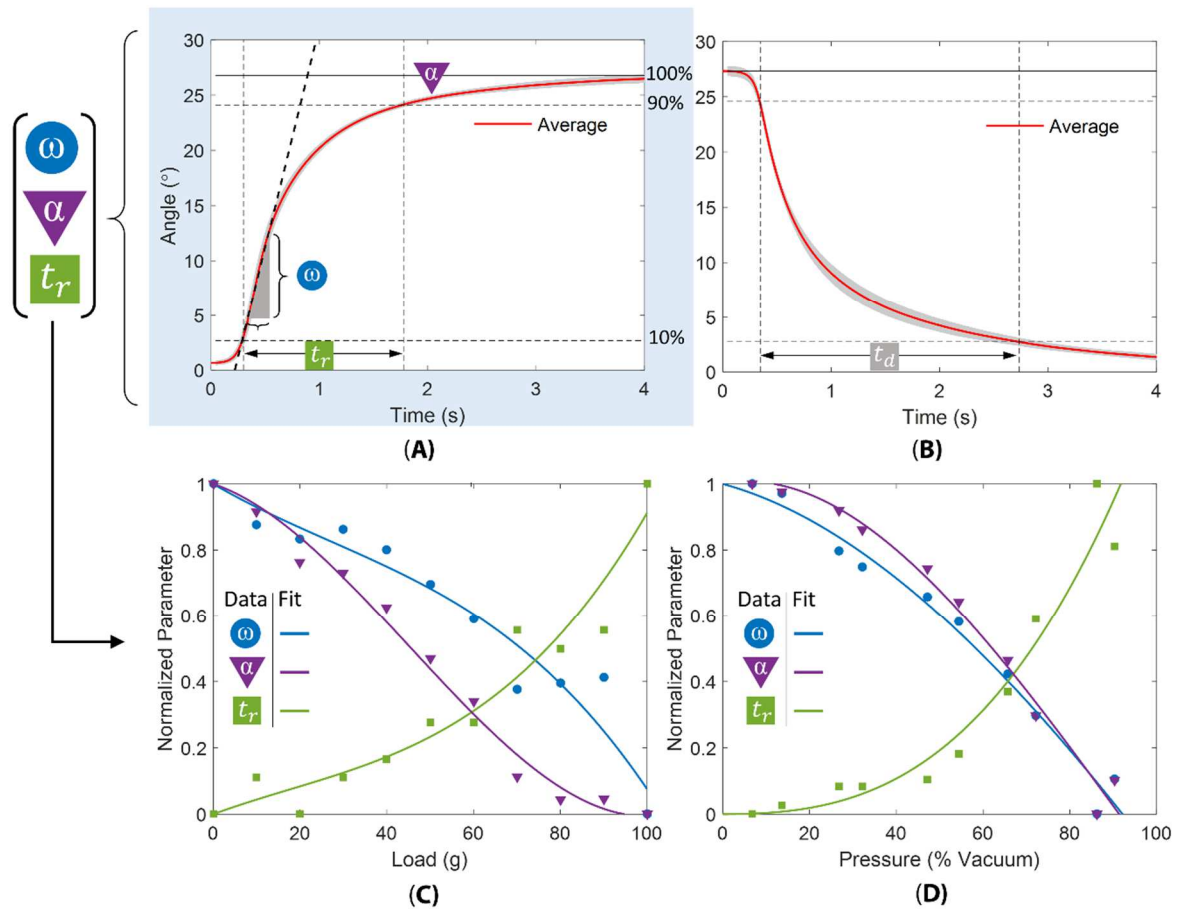 ω
α
t_r
30
25
20
15
10
5
0
Angle (°)
α
100%
90%
Average
ω
10%
t_r
0 1 2 3 4
Time (s)
(A)
30
25
20
15
10
5
0
Average
t_d
0 1 2 3 4
Time (s)
(B)
1
0.8
0.6
0.4
0.2
0
Normalized Parameter
Data Fit
ω
α
t_r
0 20 40 60 80 100
Load (g)
(C)
1
0.8
0.6
0.4
0.2
0
Normalized Parameter
Data Fit
ω
α
t_r
0 20 40 60 80 100
Pressure (% Vacuum)
(D)